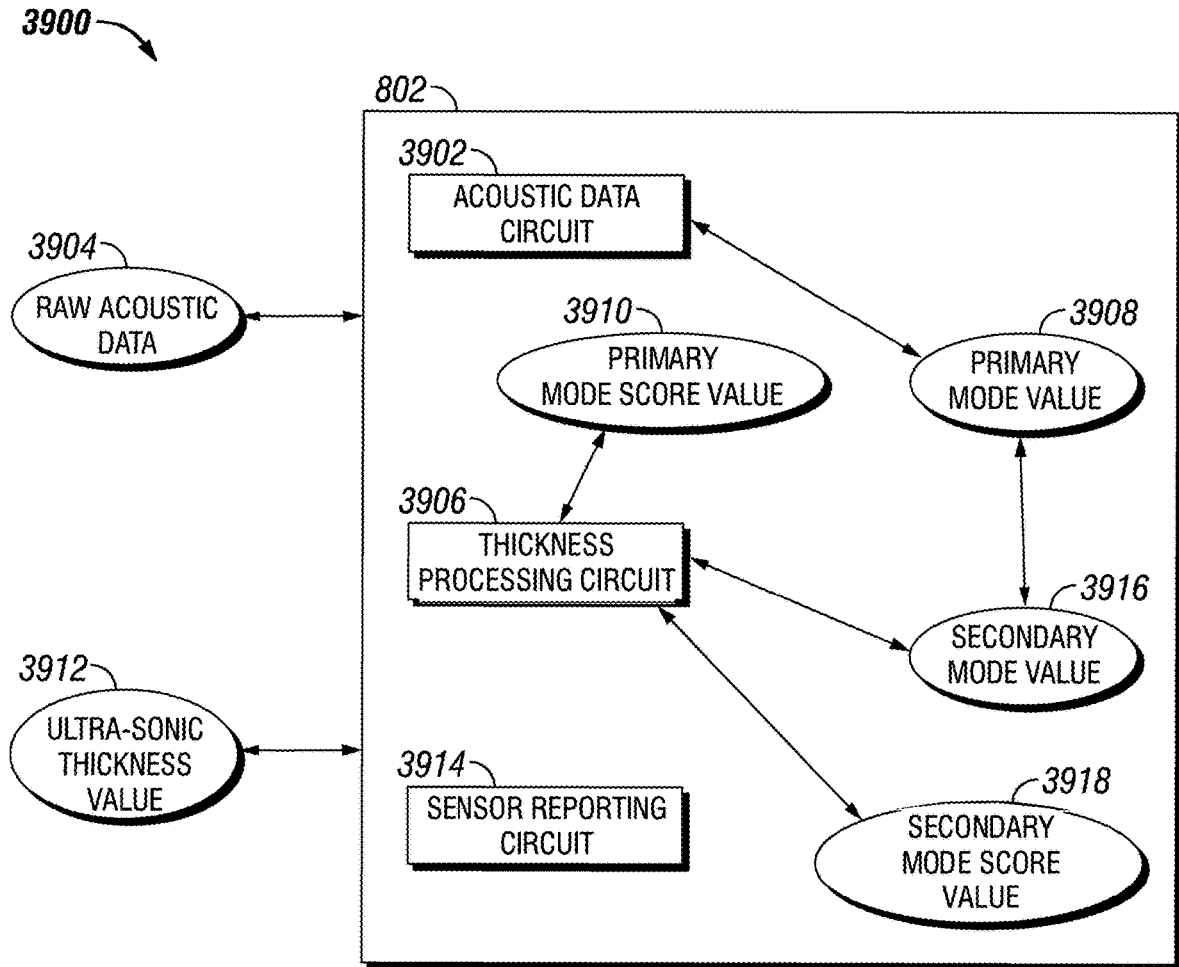 3900
802
3902
ACOUSTIC DATA
CIRCUIT
3904
RAW ACOUSTIC
DATA
3910
PRIMARY
MODE SCORE VALUE
3908
PRIMARY
MODE VALUE
3906
THICKNESS
PROCESSING CIRCUIT
3916
SECONDARY
MODE VALUE
3912
ULTRA-SONIC
THICKNESS
VALUE
3914
SENSOR REPORTING
CIRCUIT
3918
SECONDARY
MODE SCORE
VALUE